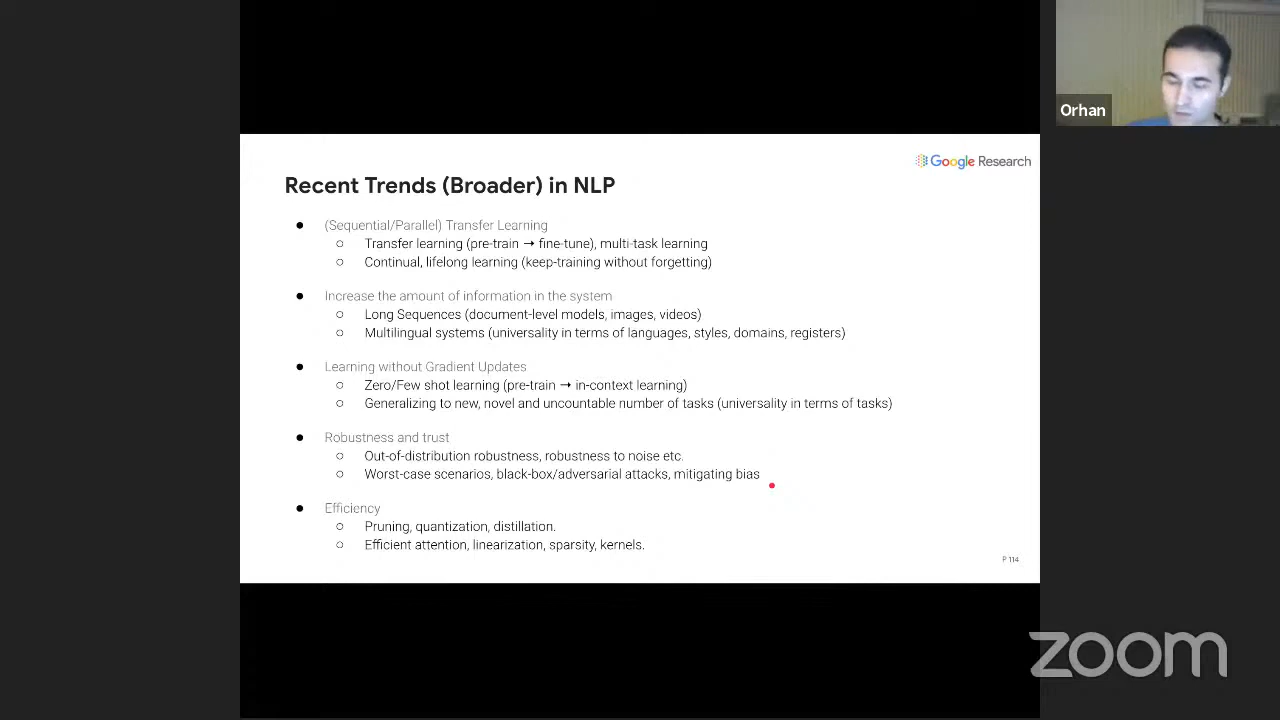 Orhan
Google Research
Recent Trends (Broader) in NLP
● (Sequential/Parallel) Transfer Learning
○ Transfer learning (pre-train → fine-tune), multi-task learning
○ Continual, lifelong learning (keep-training without forgetting)
● Increase the amount of information in the system
○ Long Sequences (document-level models, images, videos)
○ Multilingual systems (universality in terms of languages, styles, domains, registers)
● Learning without Gradient Updates
○ Zero/Few shot learning (pre-train → in-context learning)
○ Generalizing to new, novel and uncountable number of tasks (universality in terms of tasks)
● Robustness and trust
○ Out-of-distribution robustness, robustness to noise etc.
○ Worst-case scenarios, black-box/adversarial attacks, mitigating bias
● Efficiency
○ Pruning, quantization, distillation.
○ Efficient attention, linearization, sparsity, kernels.
P 114
zoom